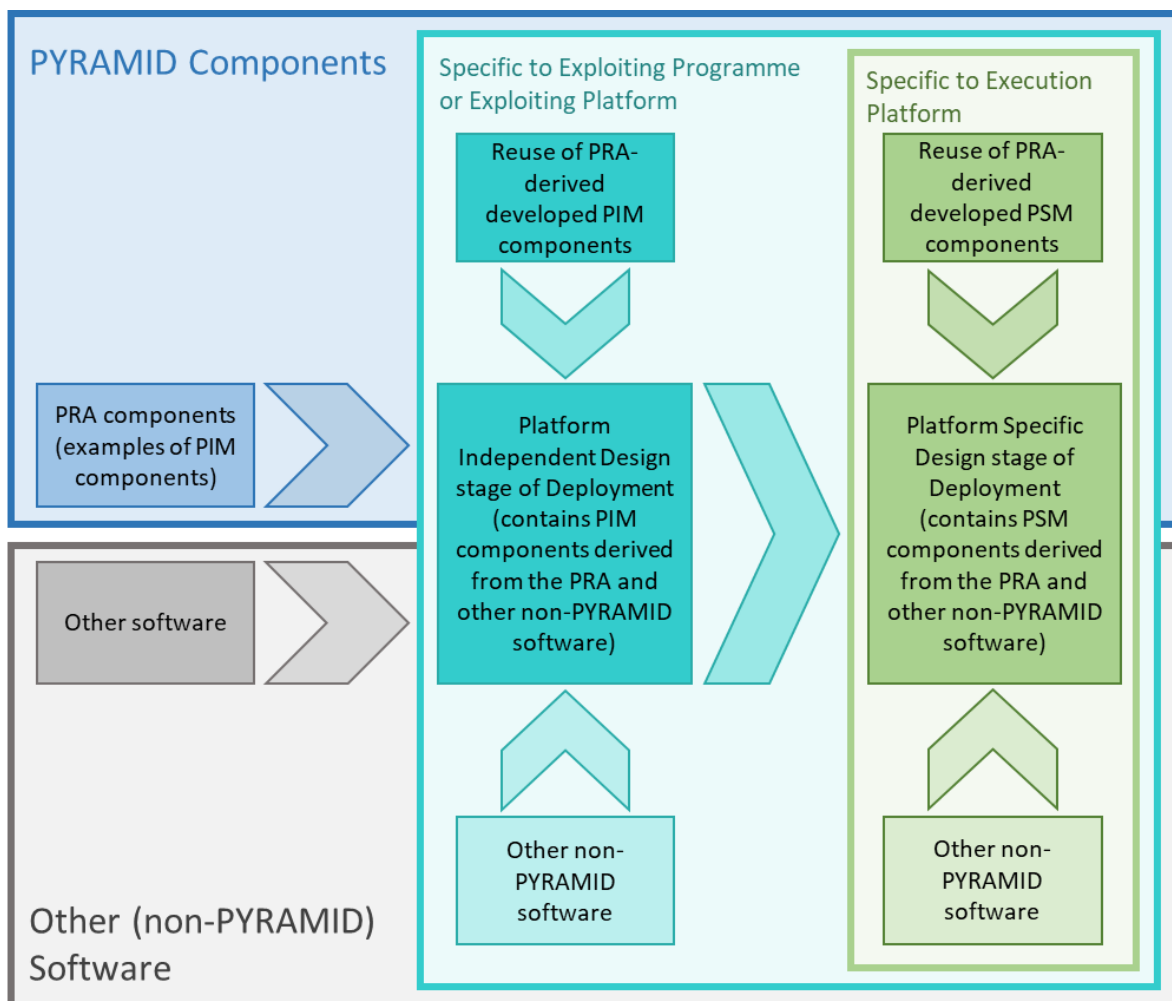 PYRAMID Components
Specific to Exploiting Programme
or Exploiting Platform
Specific to Execution
Platform
Reuse of PRA-
derived
developed PIM
components
Reuse of PRA-
derived
developed PSM
components
PRA components
(examples of PIM
components)
Platform
Independent Design
stage of Deployment
(contains PIM
components derived
from the PRA and
other non-PYRAMID
software)
Platform Specific
Design stage of
Deployment
(contains PSM
components derived
from the PRA and
other non-PYRAMID
software)
Other software
Other non-
PYRAMID
software
Other non-
PYRAMID
software
Other (non-PYRAMID)
Software